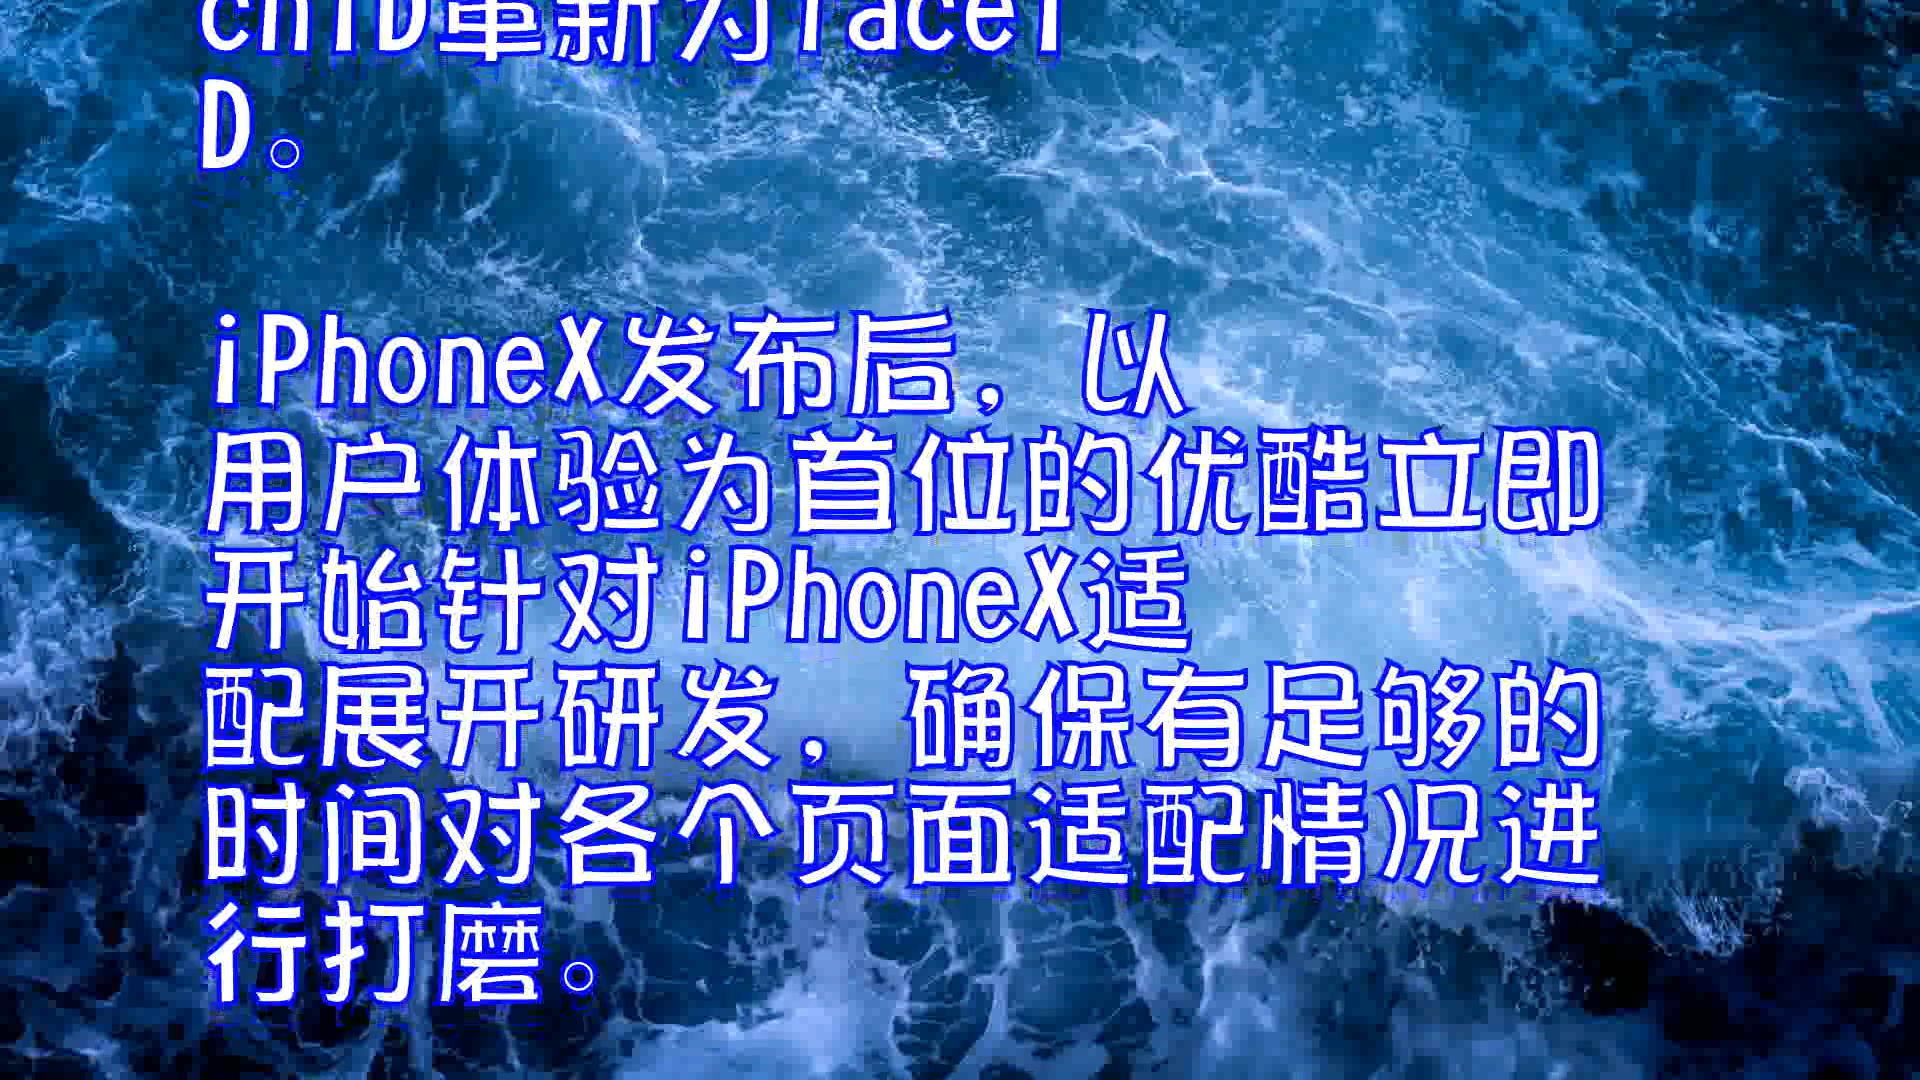 chID革新为faceI
D。
iPhoneX发布后，以
用户体验为首位的优酷立即
开始针对iPhoneX适
配展开研发，确保有足够的
时间对各个页面适配情况进
行打磨。